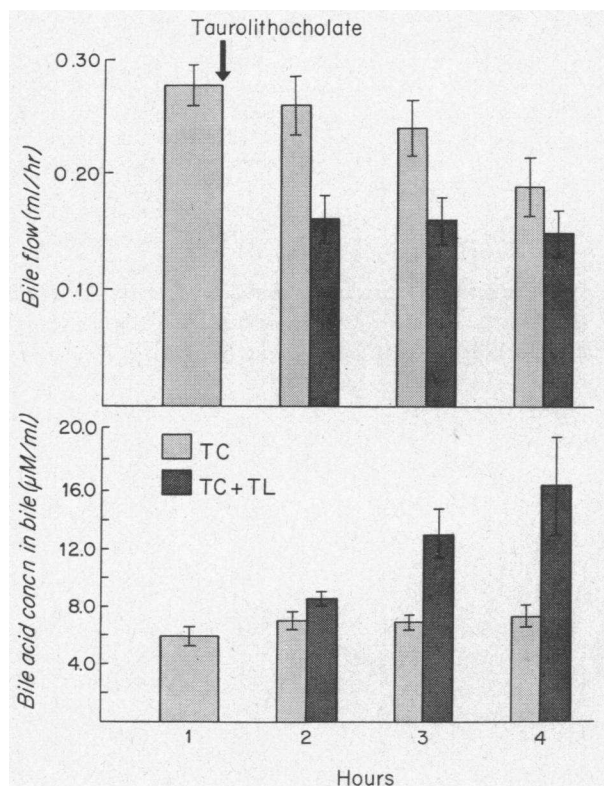 Taurolithocholate
0.30
0.20
0.10
Bile flow (ml/hr)
20.0
16.0
12.0
8.0
4.0
Bile acid concn in bile (µM/ml)
TC
TC + TL
1 2 3 4
Hours